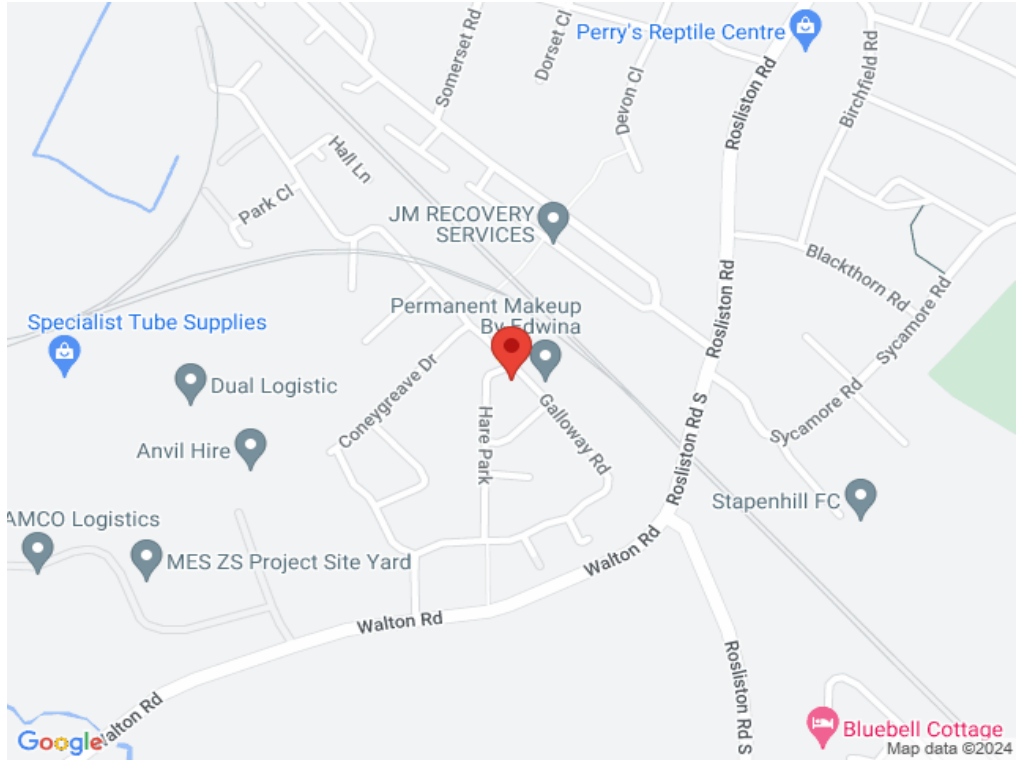 Perry's Reptile Centre
Somerset Rd
Dorset Cl
Devon Cl
Rosliston Rd
Birchfield Rd
Hall Ln
Park Cl
JM RECOVERY
SERVICES
Blackthorn Rd
Rosliston Rd
Sycamore Rd
Permanent Makeup
By Edwina
Specialist Tube Supplies
Dual Logistic
Coneygreave Dr
Hare Park
Galloway Rd
Rosliston Rd S
Sycamore Rd
Anvil Hire
Stapenhill FC
AMCO Logistics
MES ZS Project Site Yard
Walton Rd
Walton Rd
Rosliston Rd S
Walton Rd
Bluebell Cottage
Google
Map data ©2024